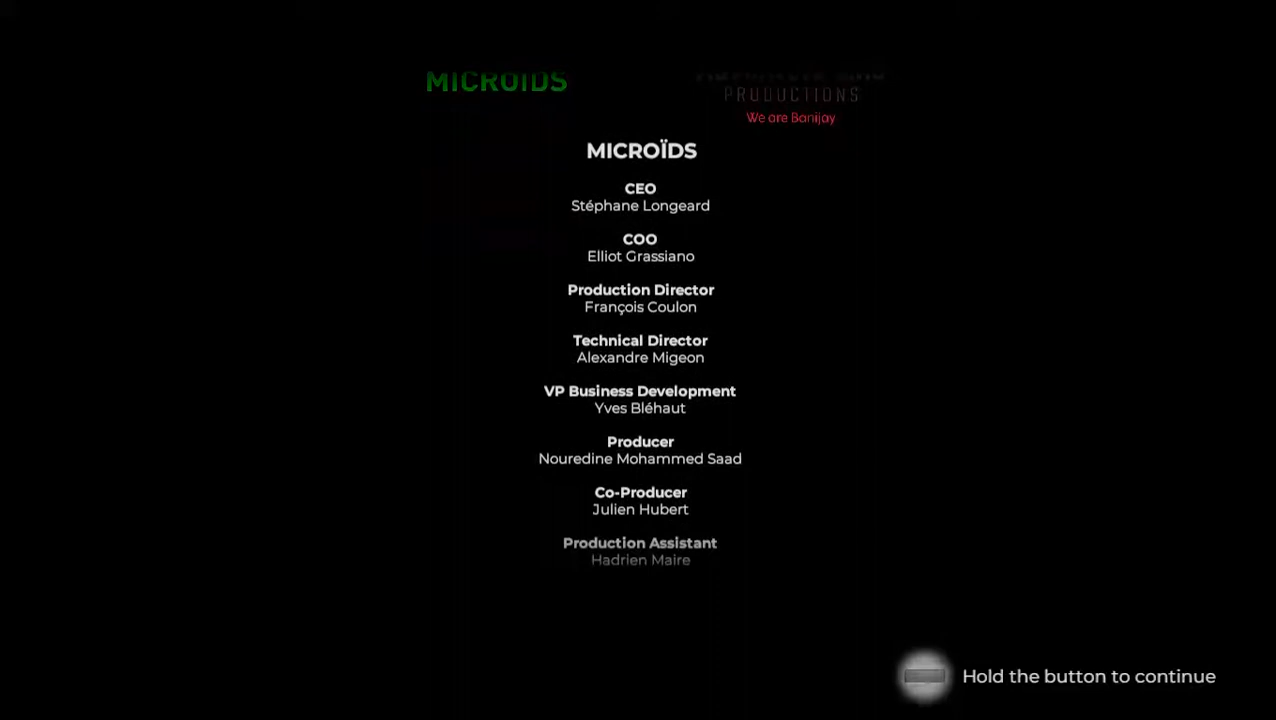 MICROIDS
PRODUCTIONS
We are Banijay
MICROÏDS
CEO
Stéphane Longeard
COO
Elliot Grassiano
Production Director
François Coulon
Technical Director
Alexandre Migeon
VP Business Development
Yves Bléhaut
Producer
Nouredine Mohammed Saad
Co-Producer
Julien Hubert
Production Assistant
Hadrien Maire
Hold the button to continue